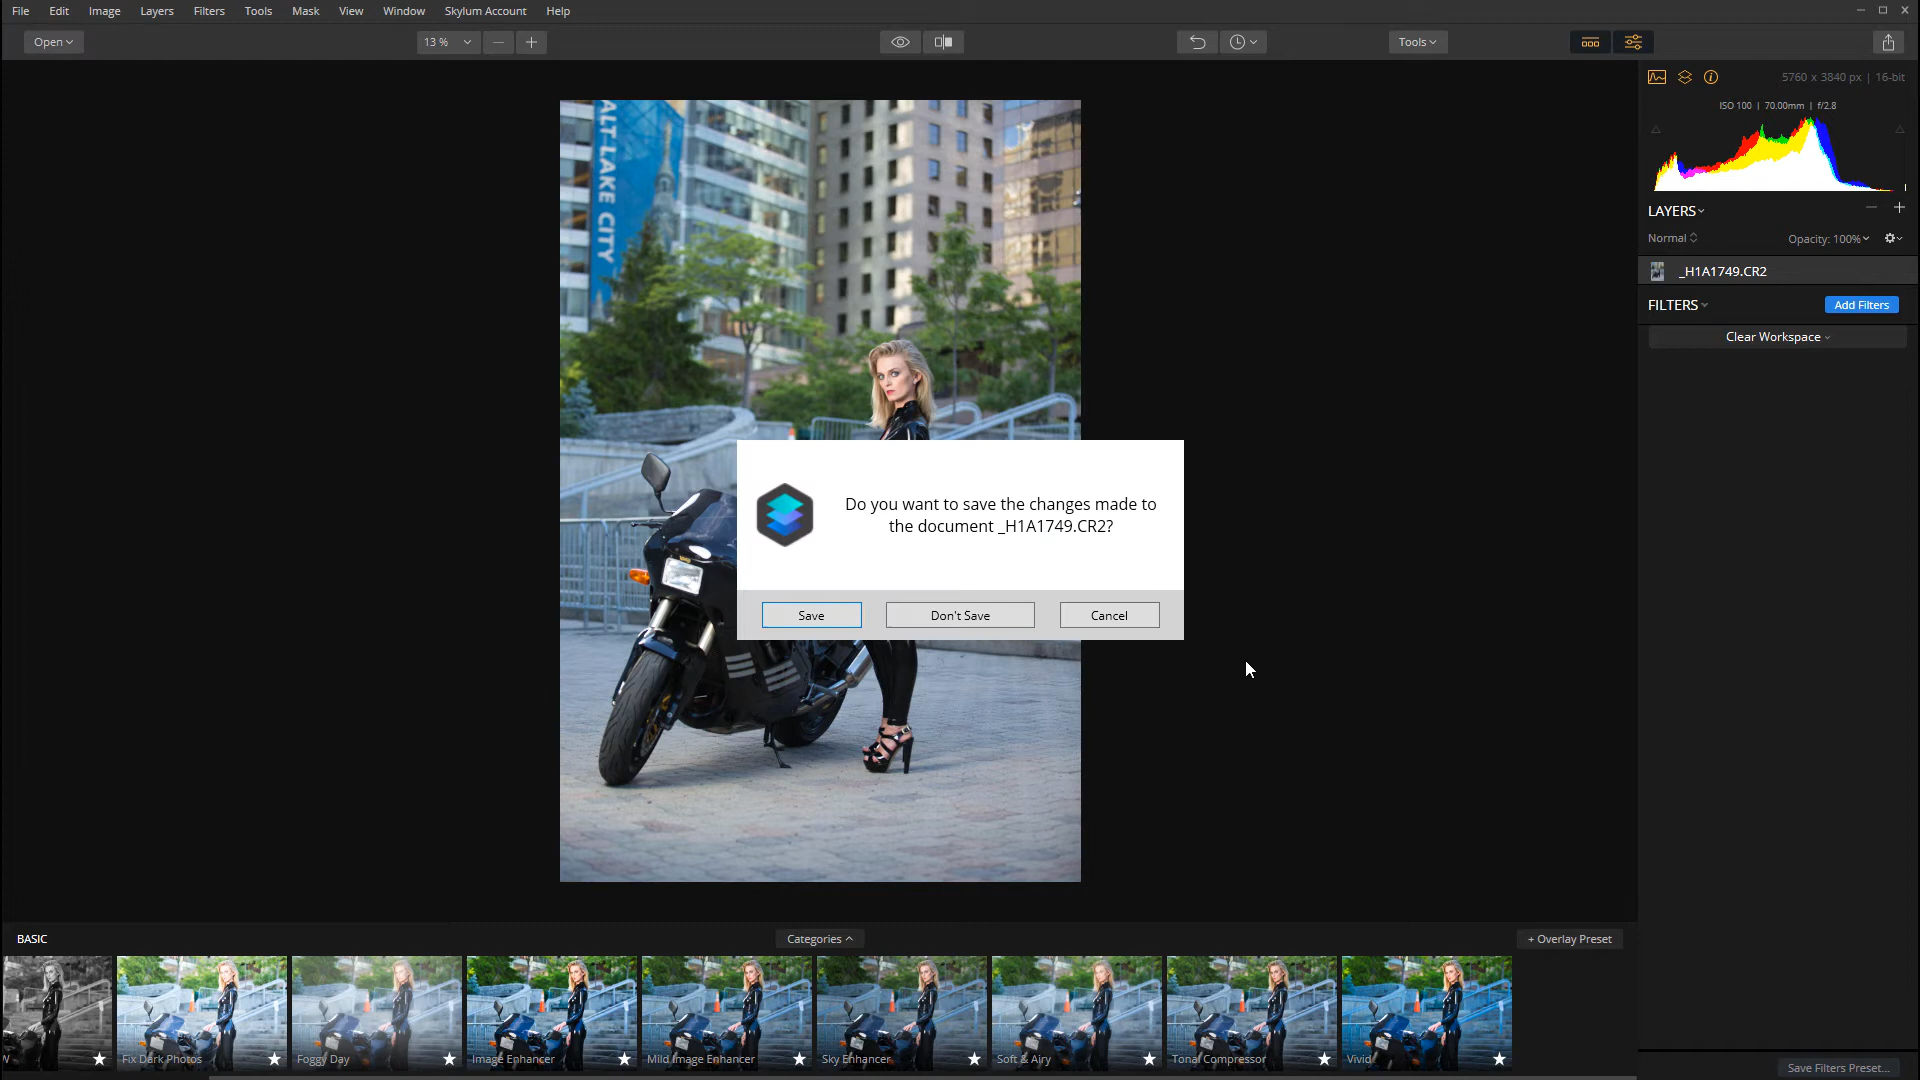 File Edit Image Layers Filters Tools Mask View Window Skylum Account Help
Open 13 % Tools
5760 x 3840 px | 16-bit
ISO 100 | 70.00mm | f/2.8
LAYERS
Normal Opacity: 100%
_H1A1749.CR2
FILTERS Add Filters
Clear Workspace
ALT LAKE CITY
Do you want to save the changes made to
the document _H1A1749.CR2?
Save Don't Save Cancel
BASIC Categories + Overlay Preset
Fix Dark Photos Foggy Day Image Enhancer Mild Image Enhancer Sky Enhancer Soft & Airy Tonal Compressor Vivid
Save Filters Preset...